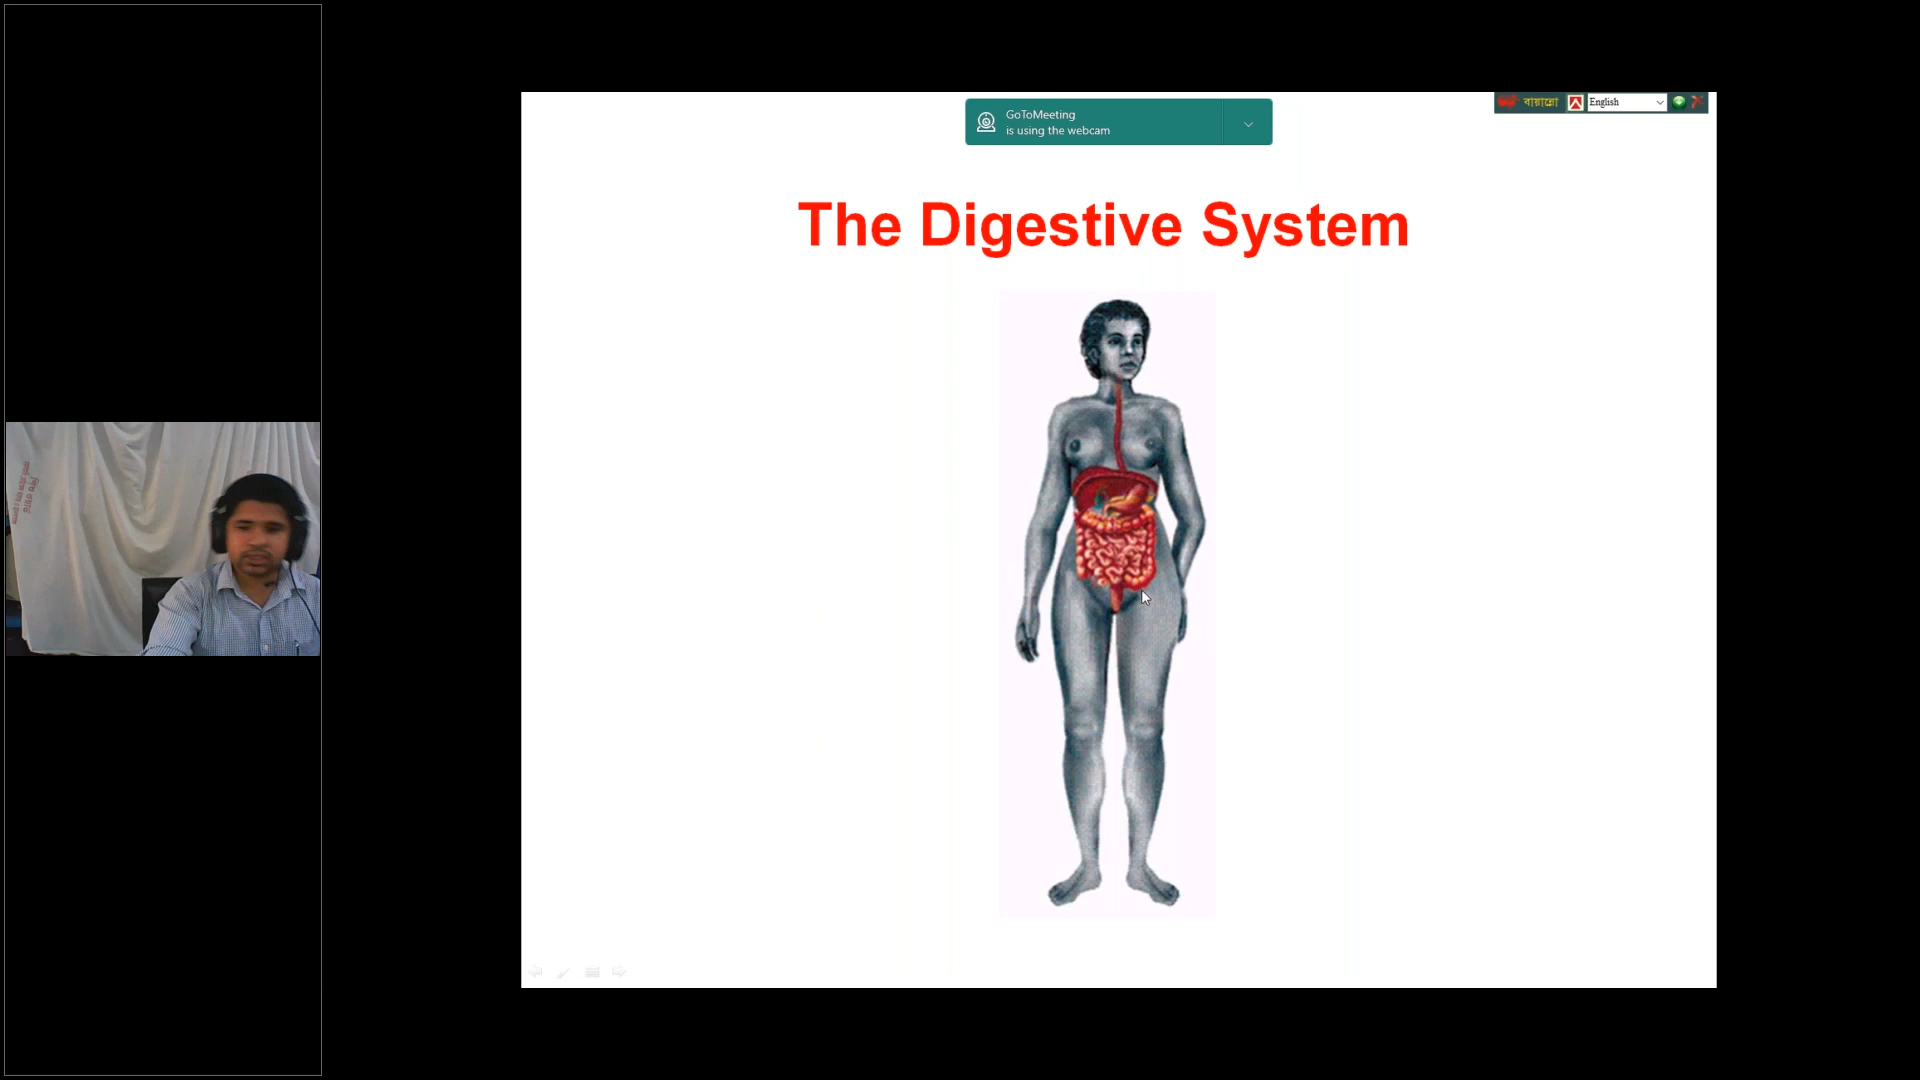 GoToMeeting
is using the webcam
বায়ান্নো
English
The Digestive System